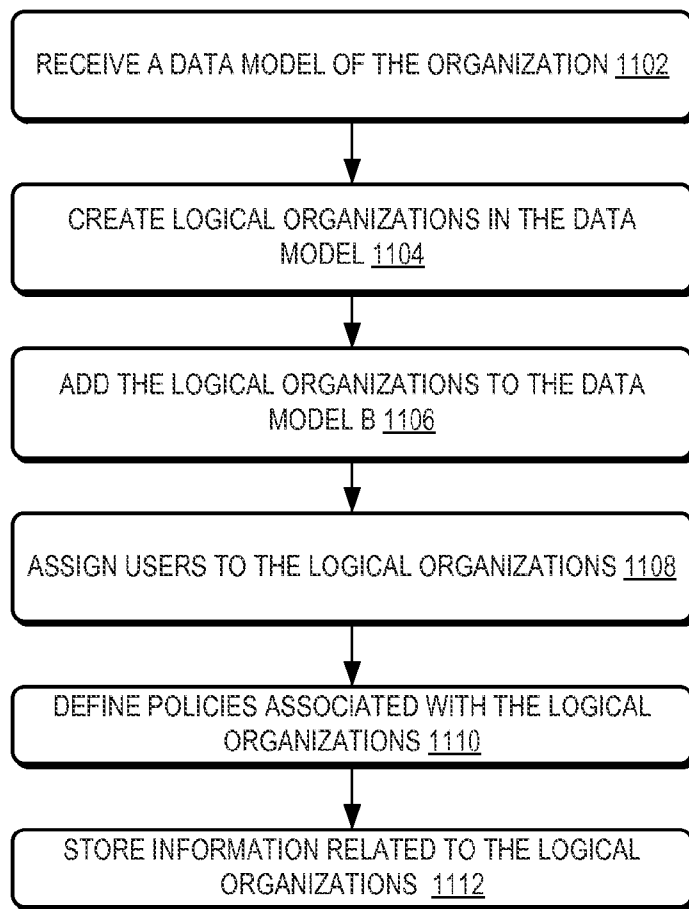 RECEIVE A DATA MODEL OF THE ORGANIZATION 1102
CREATE LOGICAL ORGANIZATIONS IN THE DATA
MODEL 1104
ADD THE LOGICAL ORGANIZATIONS TO THE DATA
MODEL B 1106
ASSIGN USERS TO THE LOGICAL ORGANIZATIONS 1108
DEFINE POLICIES ASSOCIATED WITH THE LOGICAL
ORGANIZATIONS 1110
STORE INFORMATION RELATED TO THE LOGICAL
ORGANIZATIONS 1112